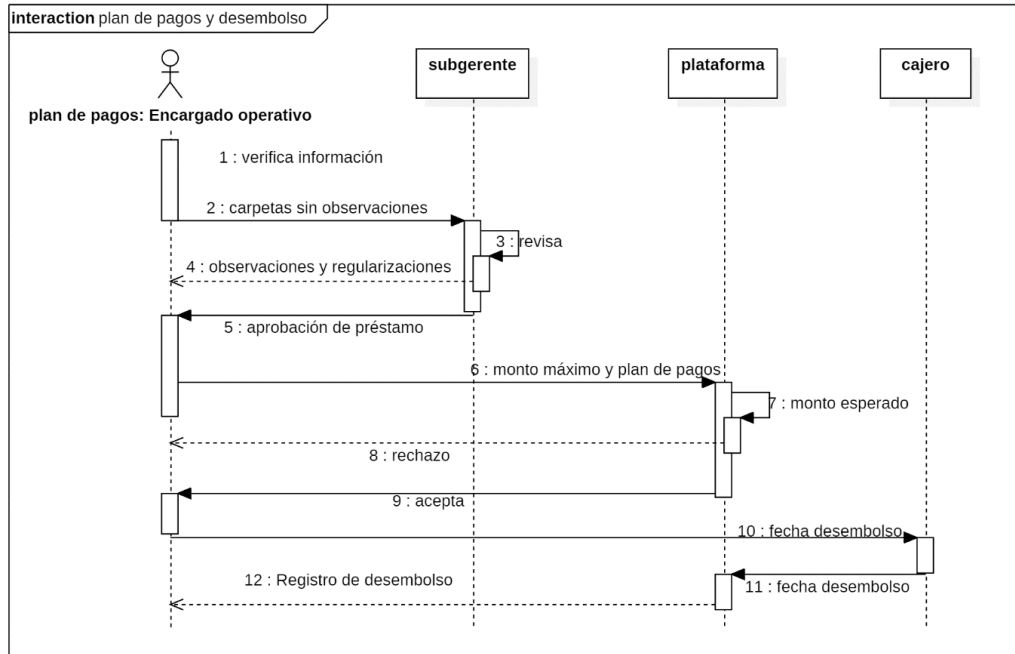 interaction plan de pagos y desembolso
subgerente
plataforma
cajero
plan de pagos: Encargado operativo
1 : verifica información
2 : carpetas sin observaciones
3 : revisa
4 : observaciones y regularizaciones
5 : aprobación de préstamo
6 : monto máximo y plan de pagos
7 : monto esperado
8 : rechazo
9 : acepta
10 : fecha desembolso
11 : fecha desembolso
12 : Registro de desembolso